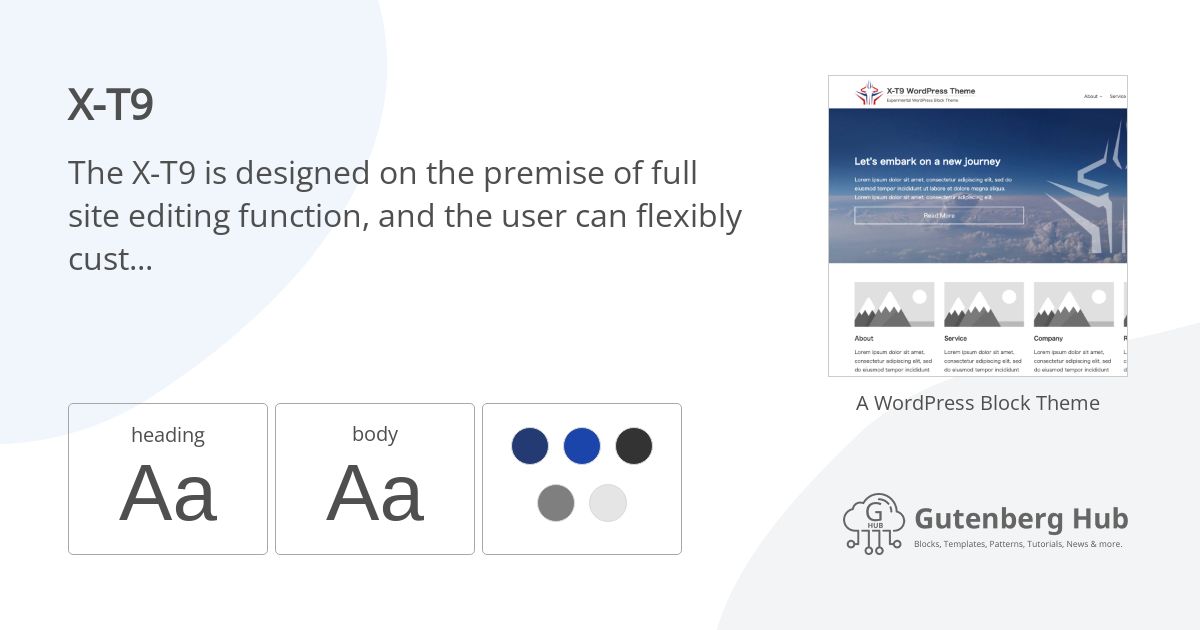 X-T9
The X-T9 is designed on the premise of full
site editing function, and the user can flexibly
cust...
heading
Aa
body
Aa
X-T9 WordPress Theme
Experimental WordPress Block Theme
About
Service
Let's embark on a new journey
Lorem ipsum dolor sit amet, consectetur adipiscing elit, sed do
eiusmod tempor incididunt ut labore et dolore magna aliqua.
Lorem ipsum dolor sit amet, consectetur adipiscing elit,
Read More
About
Lorem ipsum dolor sit amet,
consectetur adipiscing elit, sed
do eiusmod tempor incididunt
Service
Lorem ipsum dolor sit amet,
consectetur adipiscing elit, sed
do eiusmod tempor incididunt
Company
Lorem ipsum dolor sit amet,
consectetur adipiscing elit, sed
do eiusmod tempor incididunt
A WordPress Block Theme
G
HUB
Gutenberg Hub
Blocks, Templates, Patterns, Tutorials, News & more.